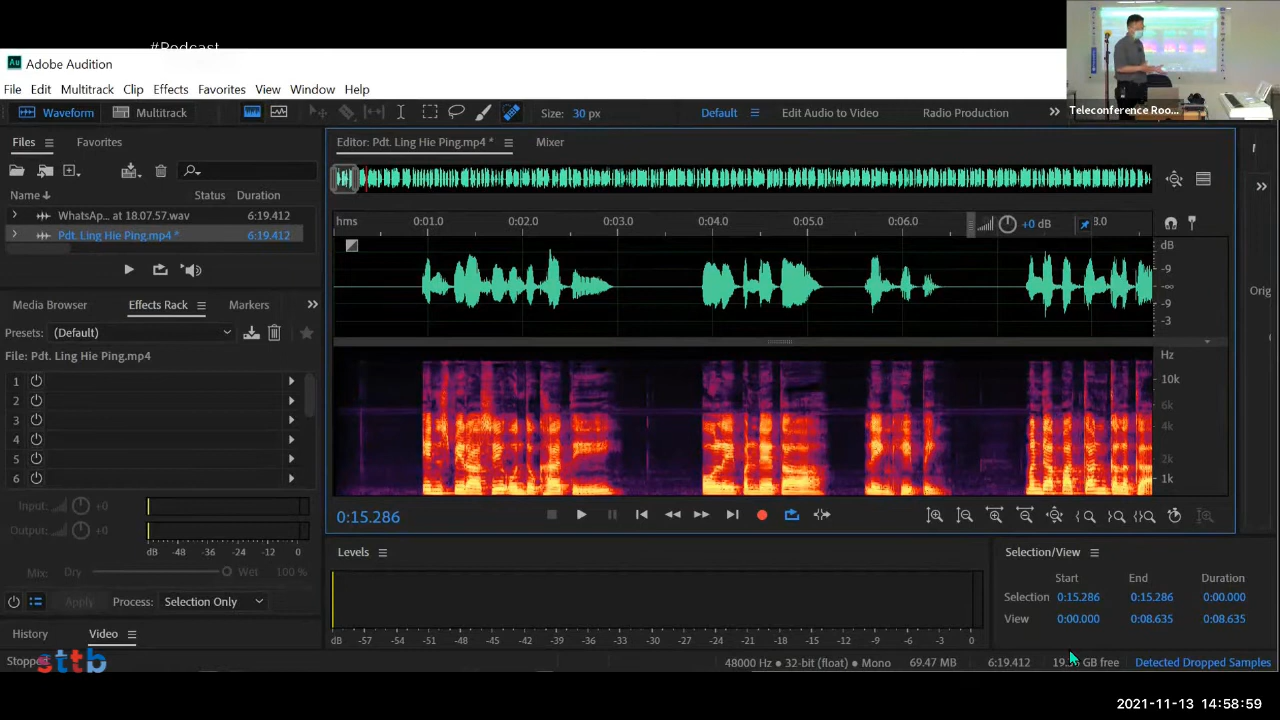 #Podcast
Adobe Audition
File Edit Multitrack Clip Effects Favorites View Window Help
Waveform Multitrack Size: 30 px Default Edit Audio to Video Radio Production
Teleconference Roo...
Files Favorites
Editor: Pdt. Ling Hie Ping.mp4 * Mixer
Name Status Duration
WhatsAp... at 18.07.57.wav 6:19.412
Pdt. Ling Hie Ping.mp4 * 6:19.412
hms 0:01.0 0:02.0 0:03.0 0:04.0 0:05.0 0:06.0 +0 dB 8.0
dB
-9
-∞
-9
-3
Orig
Media Browser Effects Rack Markers
Presets: (Default)
File: Pdt. Ling Hie Ping.mp4
1
2
3
4
5
6
Hz
10k
6k
4k
2k
1k
Input: +0
Output: +0
dB -48 -36 -24 -12 0
Mix: Dry Wet 100 %
Apply Process: Selection Only
0:15.286
Levels
dB -57 -54 -51 -48 -45 -42 -39 -36 -33 -30 -27 -24 -21 -18 -15 -12 -9 -6 -3 0
Selection/View
Start End Duration
Selection 0:15.286 0:15.286 0:00.000
View 0:00.000 0:08.635 0:08.635
History Video
Stopped
sttb
48000 Hz • 32-bit (float) • Mono 69.47 MB 6:19.412 GB free Detected Dropped Samples
2021-11-13 14:58:59